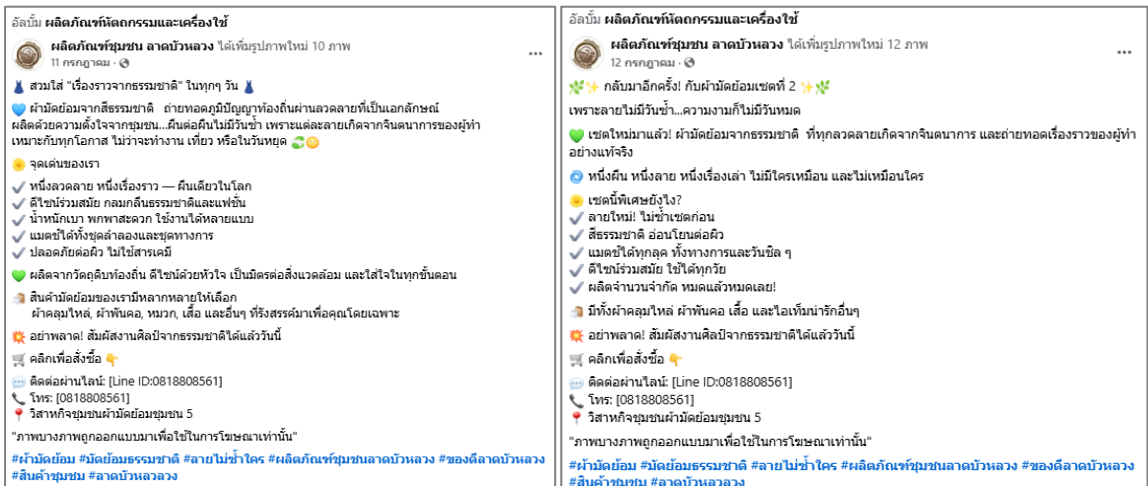 อัลบั้ม ผลิตภัณฑ์หัตถกรรมและเครื่องใช้
ผลิตภัณฑ์ชุมชน ลาดบัวหลวง ได้เพิ่มรูปภาพใหม่ 10 ภาพ
11 กรกฎาคม ·
👗 สวมใส่ "เรื่องราวจากธรรมชาติ" ในทุกๆ วัน 👗
💙 ผ้ามัดย้อมจากสีธรรมชาติ ถ่ายทอดภูมิปัญญาท้องถิ่นผ่านลวดลายที่เป็นเอกลักษณ์
ผลิตด้วยความตั้งใจจากชุมชน...ผืนต่อผืนไม่มีวันซ้ำ เพราะแต่ละลายเกิดจากจินตนาการของผู้ทำ
เหมาะกับทุกโอกาส ไม่ว่าจะทำงาน เที่ยว หรือในวันหยุด
🌼 จุดเด่นของเรา
✔ หนึ่งลวดลาย หนึ่งเรื่องราว — ผืนเดียวในโลก
✔ ดีไซน์ร่วมสมัย กลมกลืนธรรมชาติและแฟชั่น
✔ น้ำหนักเบา พกพาสะดวก ใช้งานได้หลายแบบ
✔ แมตช์ได้ทั้งชุดลำลองและชุดทางการ
✔ ปลอดภัยต่อผิว ไม่ใช้สารเคมี
💚 ผลิตจากวัตถุดิบท้องถิ่น ดีไซน์ด้วยหัวใจ เป็นมิตรต่อสิ่งแวดล้อม และใส่ใจในทุกขั้นตอน
สินค้ามัดย้อมของเรามีหลากหลายให้เลือก
ผ้าคลุมไหล่, ผ้าพันคอ, หมวก, เสื้อ และอื่นๆ ที่รังสรรค์มาเพื่อคุณโดยเฉพาะ
💥 อย่าพลาด! สัมผัสงานศิลป์จากธรรมชาติได้แล้ววันนี้
🛒 คลิกเพื่อสั่งซื้อ 👇
💬 ติดต่อผ่านไลน์: [Line ID:0818808561]
📞 โทร: [0818808561]
📍 วิสาหกิจชุมชนผ้ามัดย้อมชุมชน 5
"ภาพบางภาพถูกออกแบบมาเพื่อใช้ในการโฆษณาเท่านั้น"
#ผ้ามัดย้อม #มัดย้อมธรรมชาติ #ลายไม่ซ้ำใคร #ผลิตภัณฑ์ชุมชนลาดบัวหลวง #ของดีลาดบัวหลวง
#สินค้าชุมชน #ลาดบัวหลวง
อัลบั้ม ผลิตภัณฑ์หัตถกรรมและเครื่องใช้
ผลิตภัณฑ์ชุมชน ลาดบัวหลวง ได้เพิ่มรูปภาพใหม่ 12 ภาพ
12 กรกฎาคม ·
🌿✨ กลับมาอีกครั้ง! กับผ้ามัดย้อมเซตที่ 2 ✨🌿
เพราะลายไม่มีวันซ้ำ...ความงามก็ไม่มีวันหมด
💚 เซตใหม่มาแล้ว! ผ้ามัดย้อมจากธรรมชาติ ที่ทุกลวดลายเกิดจากจินตนาการ และถ่ายทอดเรื่องราวของผู้ทำ
อย่างแท้จริง
🌀 หนึ่งผืน หนึ่งลาย หนึ่งเรื่องเล่า ไม่มีใครเหมือน และไม่เหมือนใคร
🌼 เซตนี้พิเศษยังไง?
✔ ลายใหม่! ไม่ซ้ำเซตก่อน
✔ สีธรรมชาติ อ่อนโยนต่อผิว
✔ แมตช์ได้ทุกลุค ทั้งทางการและวันชิล ๆ
✔ ดีไซน์ร่วมสมัย ใช้ได้ทุกวัย
✔ ผลิตจำนวนจำกัด หมดแล้วหมดเลย!
มีทั้งผ้าคลุมไหล่ ผ้าพันคอ เสื้อ และไอเท็มน่ารักอื่นๆ
💥 อย่าพลาด! สัมผัสงานศิลป์จากธรรมชาติได้แล้ววันนี้
🛒 คลิกเพื่อสั่งซื้อ 👇
💬 ติดต่อผ่านไลน์: [Line ID:0818808561]
📞 โทร: [0818808561]
📍 วิสาหกิจชุมชนผ้ามัดย้อมชุมชน 5
"ภาพบางภาพถูกออกแบบมาเพื่อใช้ในการโฆษณาเท่านั้น"
#ผ้ามัดย้อม #มัดย้อมธรรมชาติ #ลายไม่ซ้ำใคร #ผลิตภัณฑ์ชุมชนลาดบัวหลวง #ของดีลาดบัวหลวง
#สินค้าชุมชน #ลาดบัวหลวง